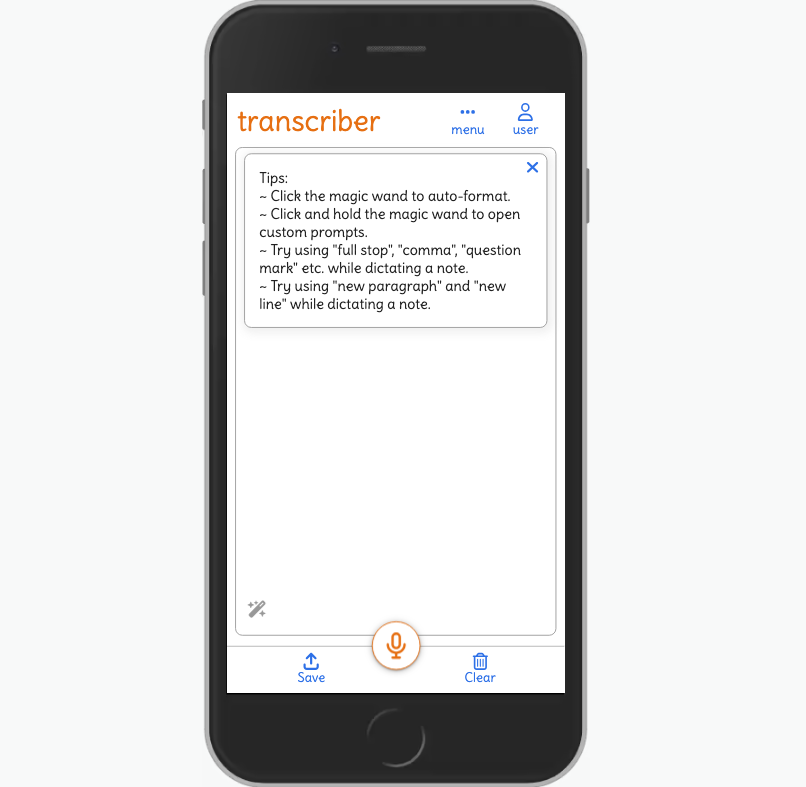 transcriber
menu
user
Tips:
~ Click the magic wand to auto-format.
~ Click and hold the magic wand to open
custom prompts.
~ Try using "full stop", "comma", "question
mark" etc. while dictating a note.
~ Try using "new paragraph" and "new
line" while dictating a note.
Save
Clear